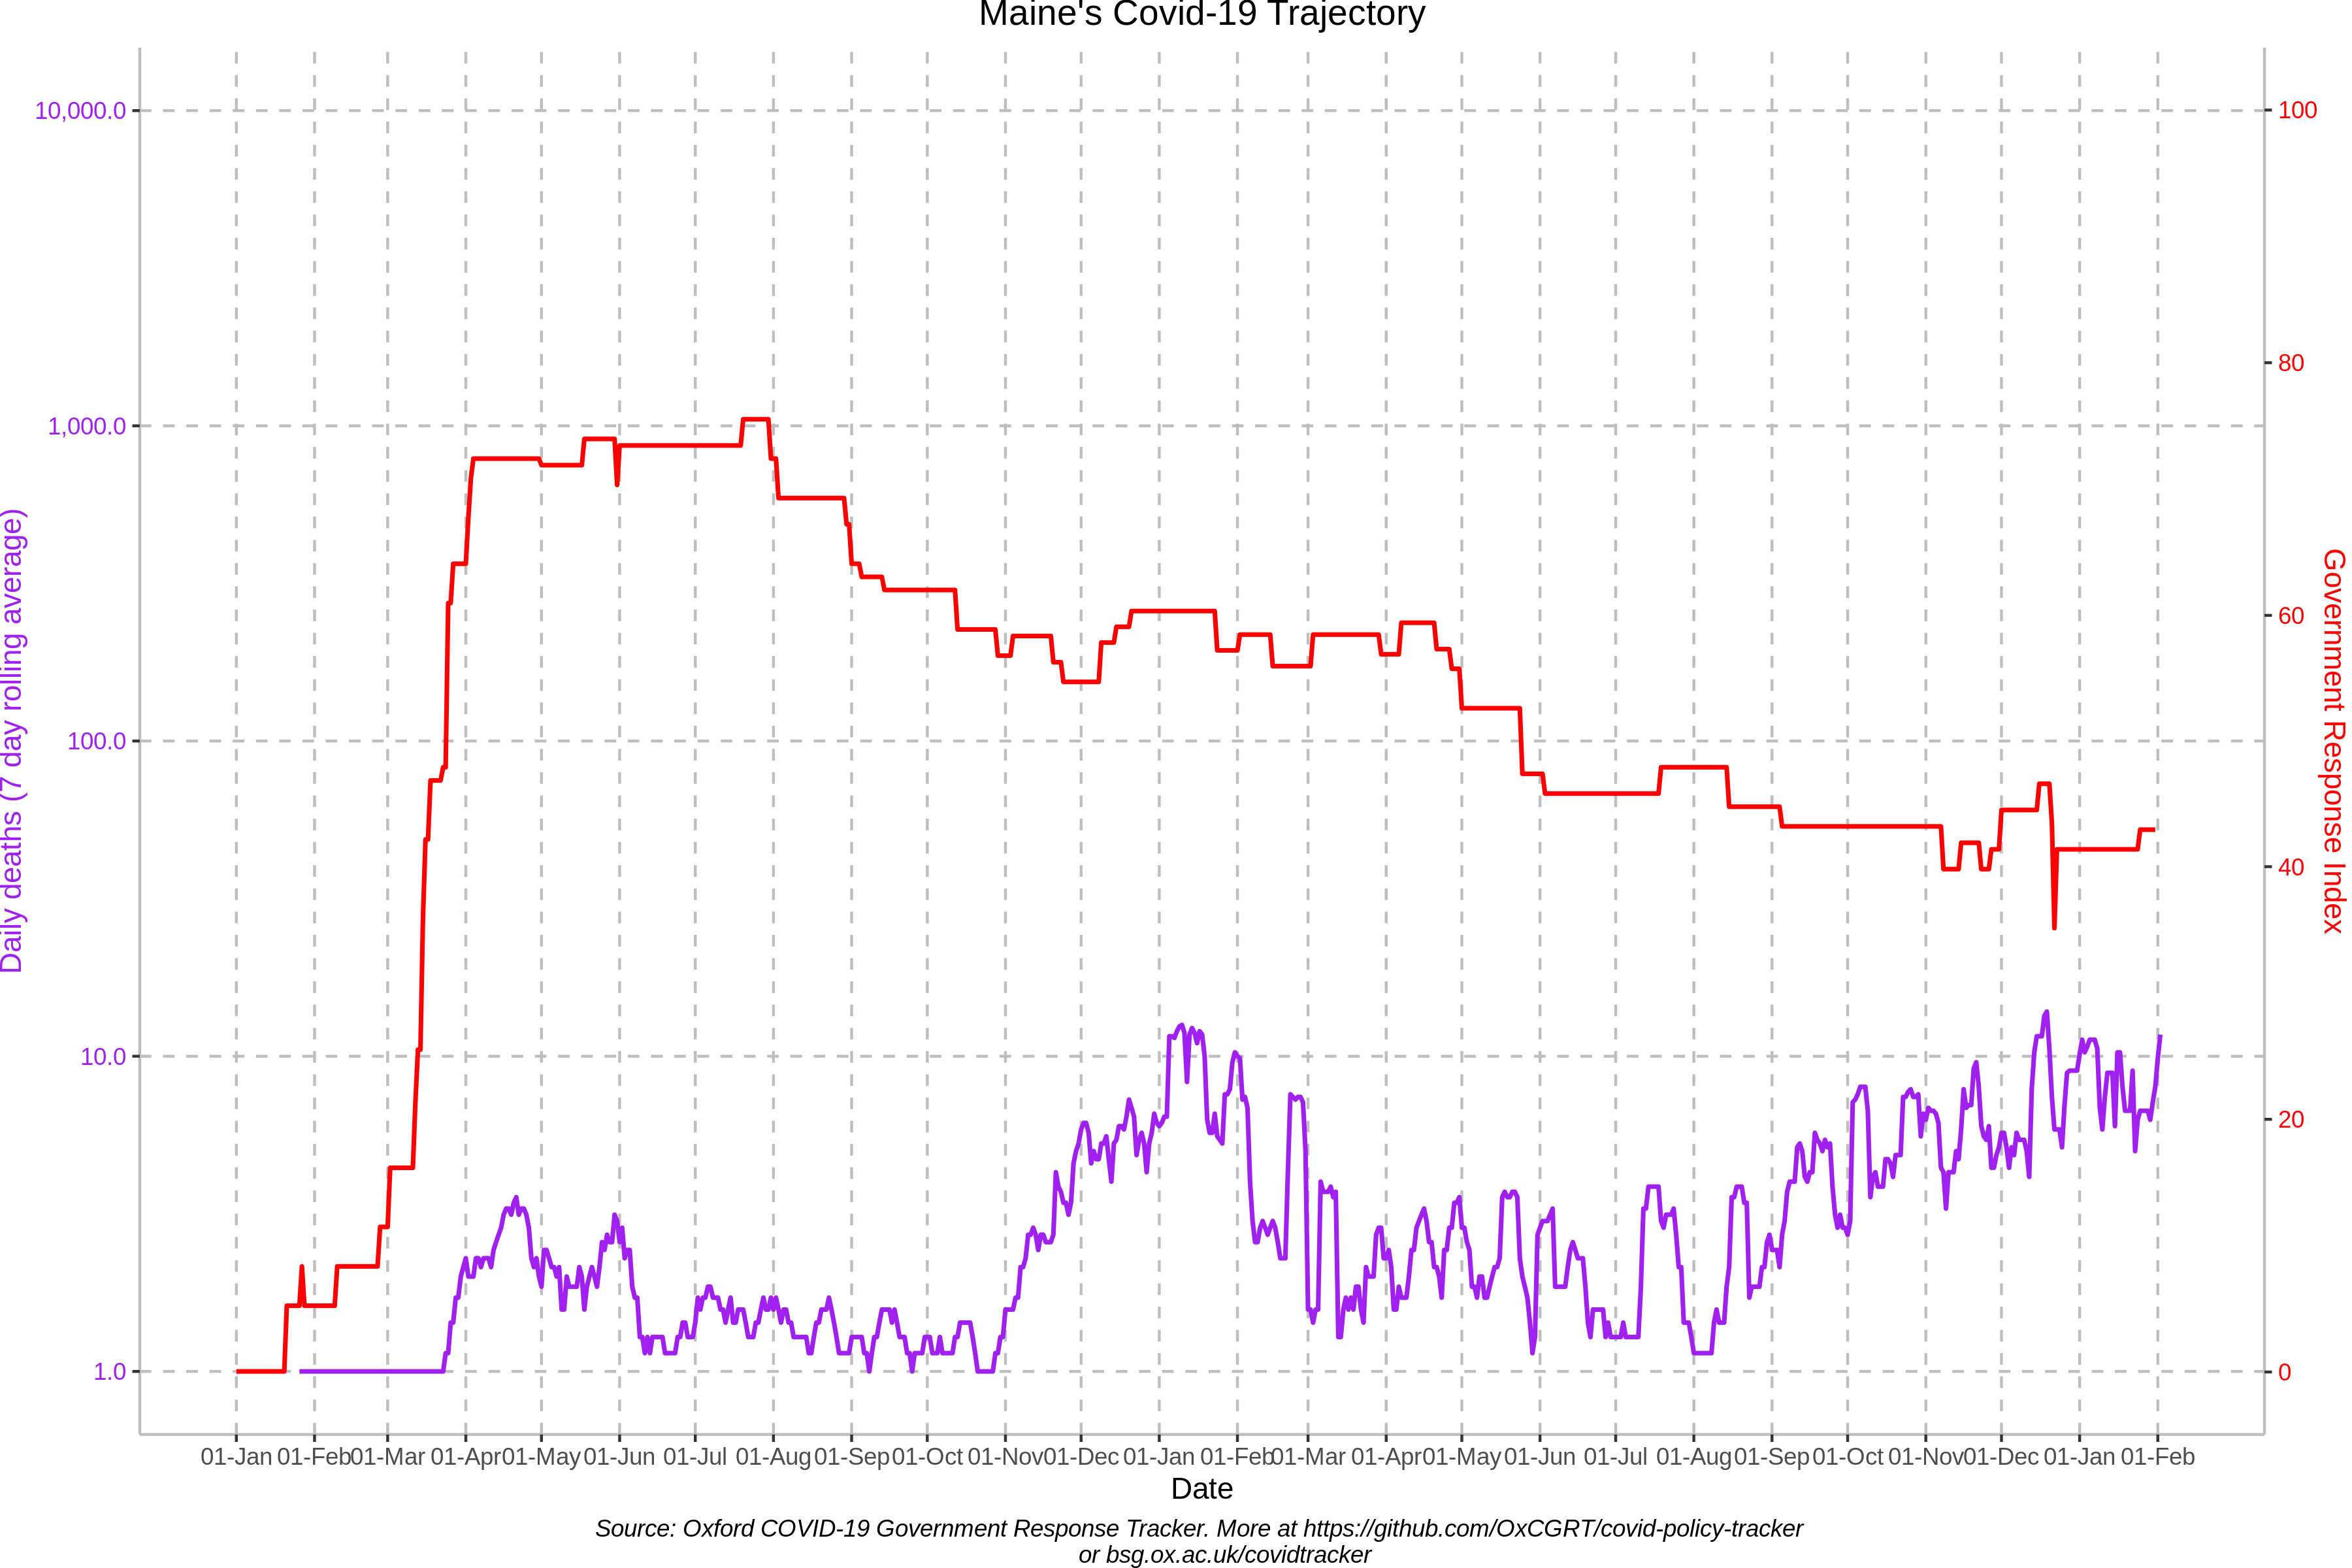 Maine's Covid-19 Trajectory
10,000.0
1,000.0
100.0
10.0
1.0
Daily deaths (7 day rolling average)
100
80
60
40
20
0
Government Response Index
01-Jan 01-Feb 01-Mar 01-Apr 01-May 01-Jun 01-Jul 01-Aug 01-Sep 01-Oct 01-Nov 01-Dec 01-Jan 01-Feb 01-Mar 01-Apr 01-May 01-Jun 01-Jul 01-Aug 01-Sep 01-Oct 01-Nov 01-Dec 01-Jan 01-Feb
Date
Source: Oxford COVID-19 Government Response Tracker. More at https://github.com/OxCGRT/covid-policy-tracker
or bsg.ox.ac.uk/covidtracker